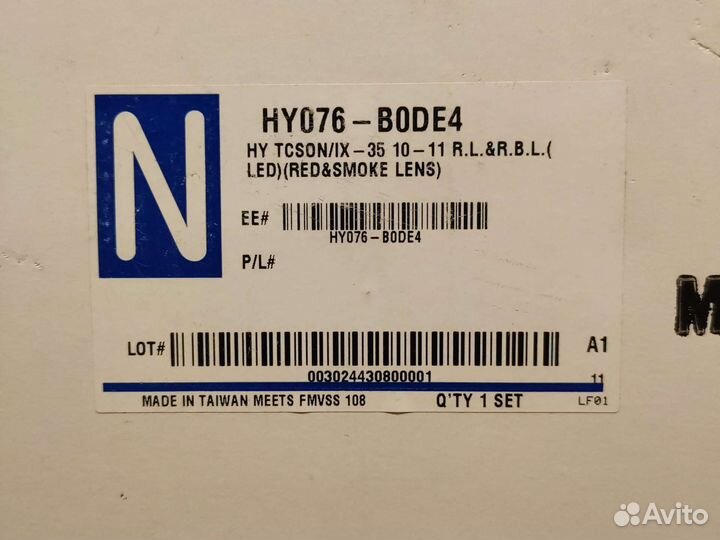 N
HY076-B0DE4
HY TCSON/IX-35 10-11 R.L.&R.B.L.(
LED)(RED&SMOKE LENS)
EE#
HY076-B0DE4
P/L#
M
LOT#
A1
003024430800001
11
MADE IN TAIWAN MEETS FMVSS 108
Q'TY 1 SET
LF01
Avito